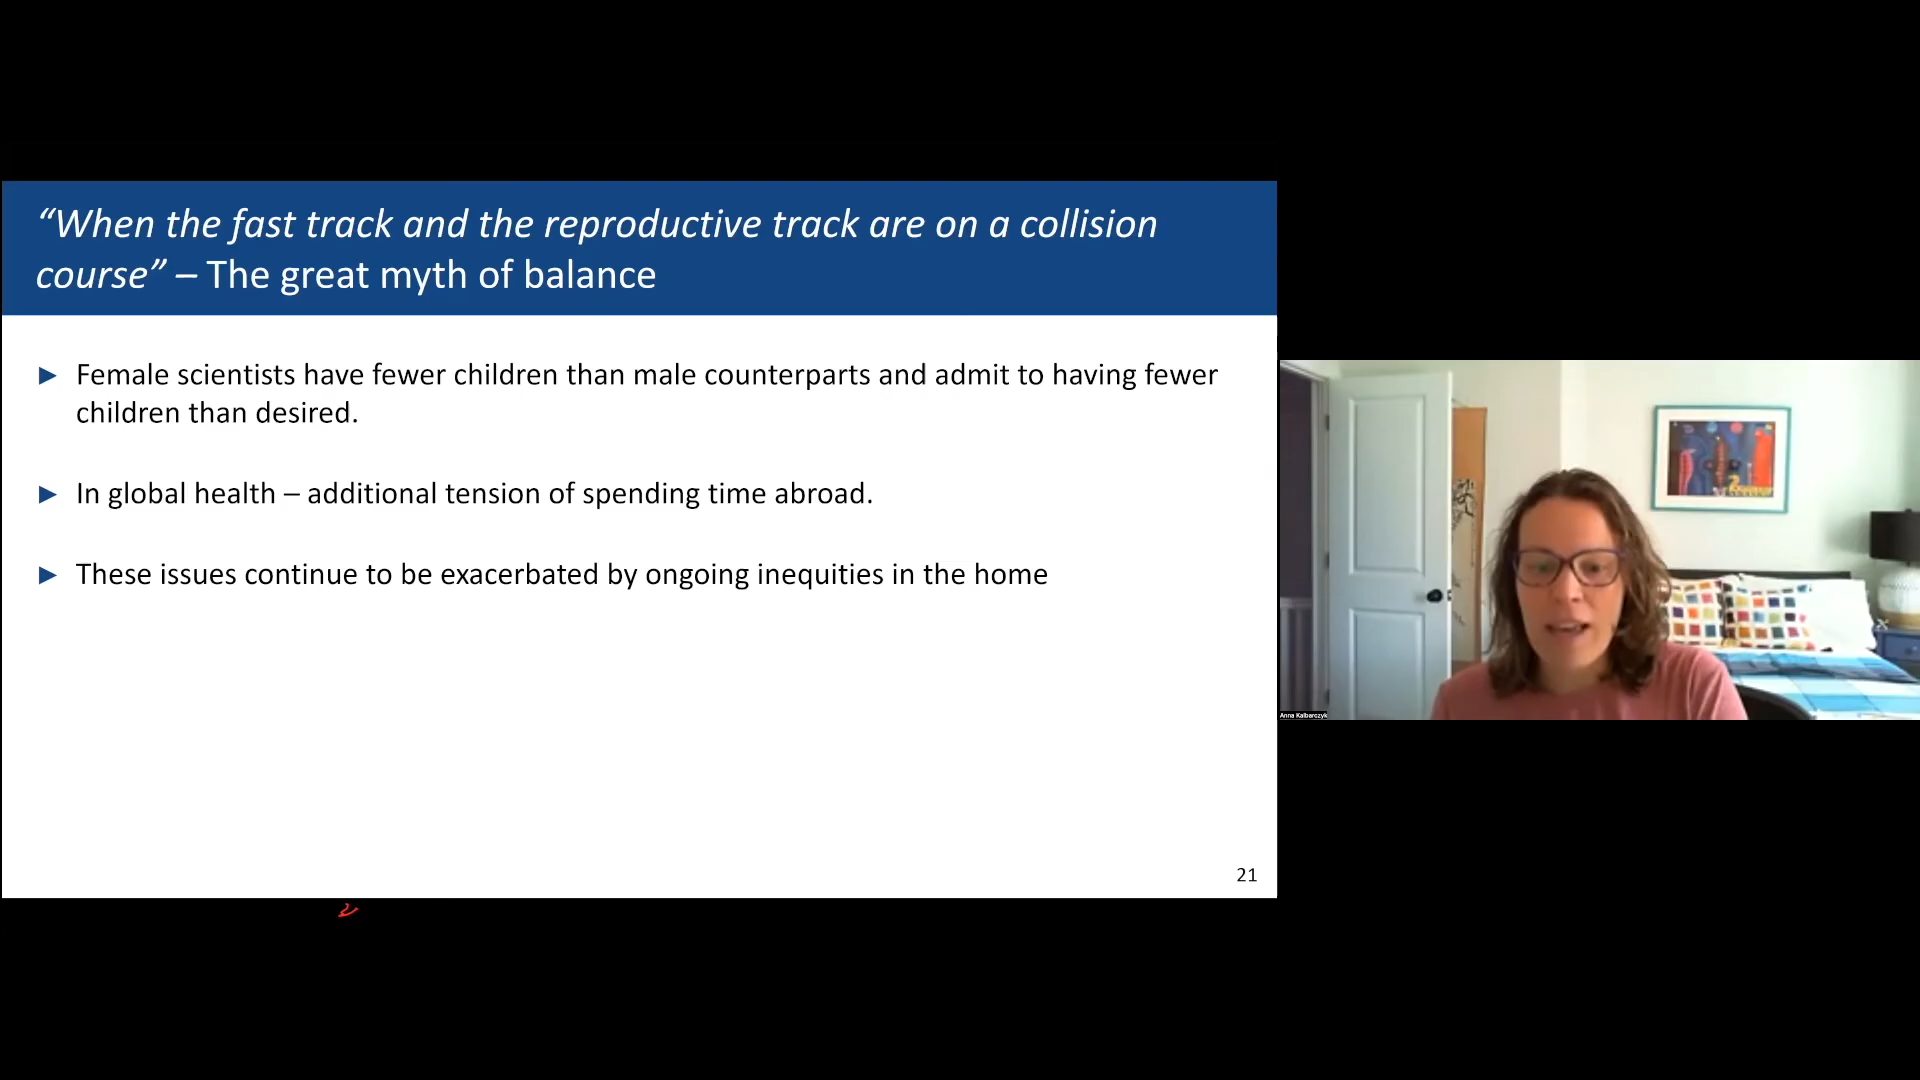 “When the fast track and the reproductive track are on a collision
course” – The great myth of balance
► Female scientists have fewer children than male counterparts and admit to having fewer
children than desired.
► In global health – additional tension of spending time abroad.
► These issues continue to be exacerbated by ongoing inequities in the home
21
Anna Kalbarczyk